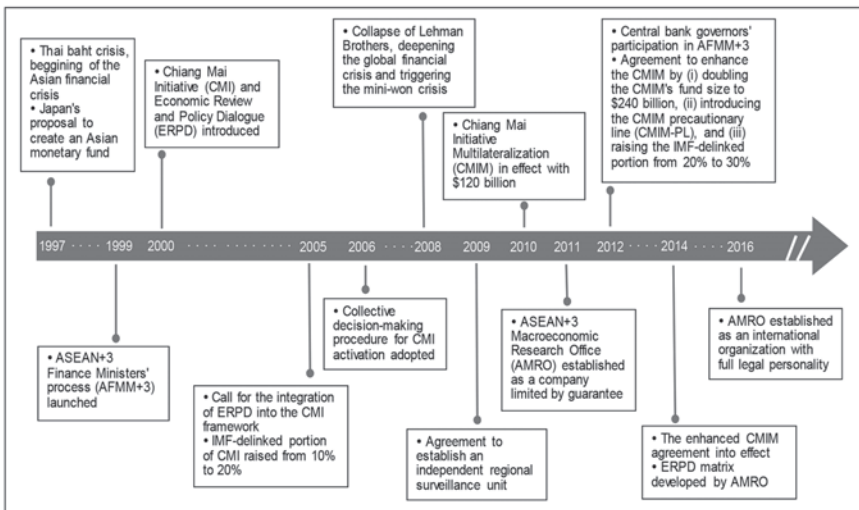 • Thai baht crisis,
beggining of the
Asian financial
crisis
• Japan's
proposal to
create an Asian
monetary fund
• Chiang Mai
Initiative (CMI) and
Economic Review
and Policy Dialogue
(ERPD) introduced
• Collapse of Lehman
Brothers, deepening
the global financial
crisis and triggering
the mini-won crisis
• Chiang Mai
Initiative
Multilateralization
(CMIM) in effect with
$120 billion
• Central bank governors'
participation in AFMM+3
• Agreement to enhance
the CMIM by (i) doubling
the CMIM's fund size to
$240 billion, (ii) introducing
the CMIM precautionary
line (CMIM-PL), and (iii)
raising the IMF-delinked
portion from 20% to 30%
1997 ···· 1999 ···· 2000 ···· 2005 ···· 2006 ···· 2008 ···· 2009 ···· 2010 ···· 2011 ···· 2012 ···· 2014 ···· 2016 ····
• ASEAN+3
Finance Ministers'
process (AFMM+3)
launched
• Call for the integration
of ERPD into the CMI
framework
• IMF-delinked portion
of CMI raised from 10%
to 20%
• Collective
decision-making
procedure for CMI
activation adopted
• Agreement to
establish an
independent regional
surveillance unit
• ASEAN+3
Macroeconomic
Research Office
(AMRO) established
as a company
limited by guarantee
• The enhanced CMIM
agreement into effect
• ERPD matrix
developed by AMRO
• AMRO established
as an international
organization with
full legal personality